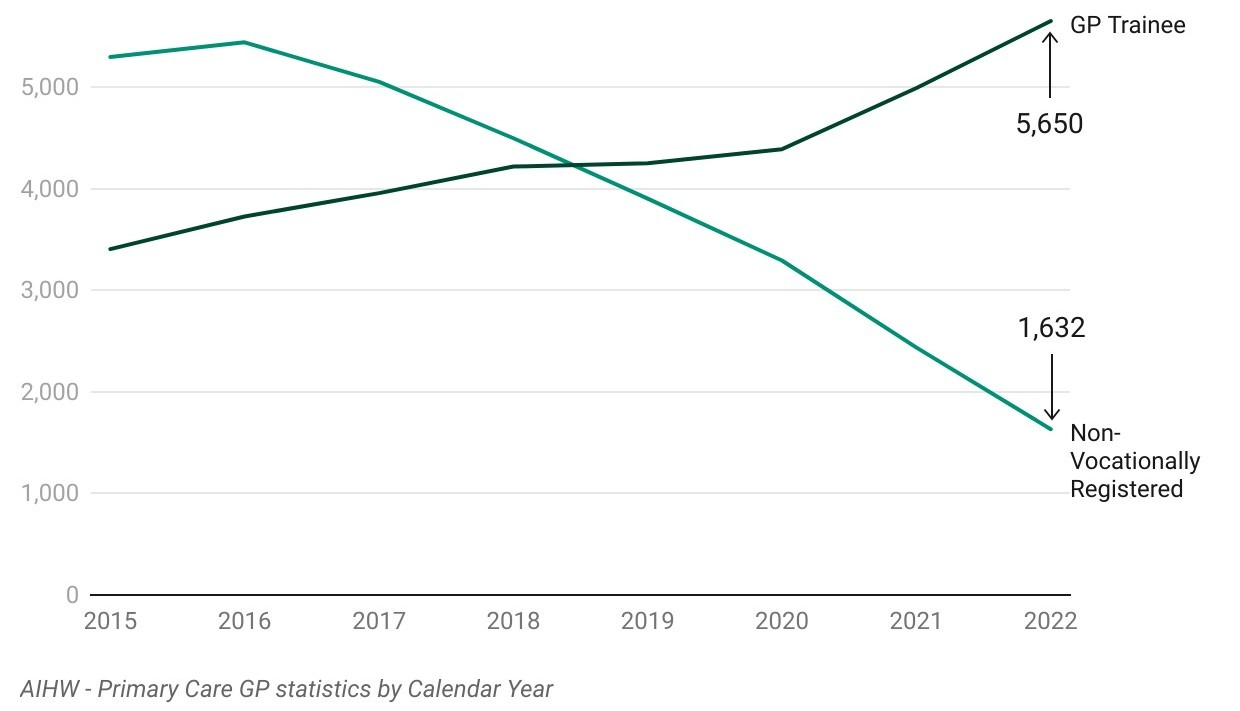 GP Trainee
5,000
5,650
4,000
3,000
1,632
2,000
Non-
Vocationally
1,000
Registered
0
2015 2016 2017 2018 2019 2020 2021 2022
AIHW - Primary Care GP statistics by Calendar Year